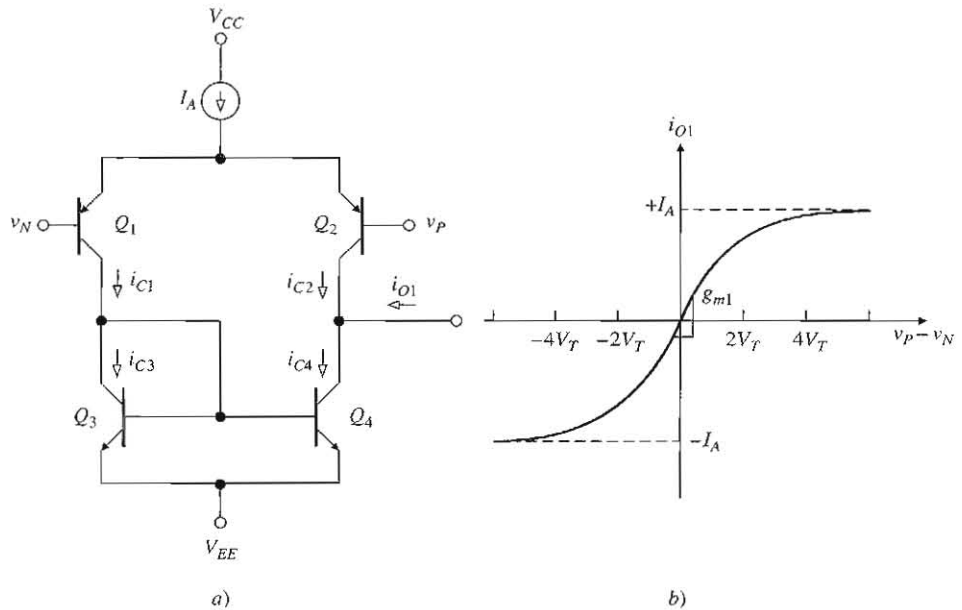 V_CC
I_A
v_N
Q_1
Q_2
v_P
i_C1
i_C2
i_O1
i_C3
i_C4
Q_3
Q_4
V_EE
a)
i_O1
+I_A
g_m1
−4V_T −2V_T 2V_T 4V_T v_P − v_N
−I_A
b)